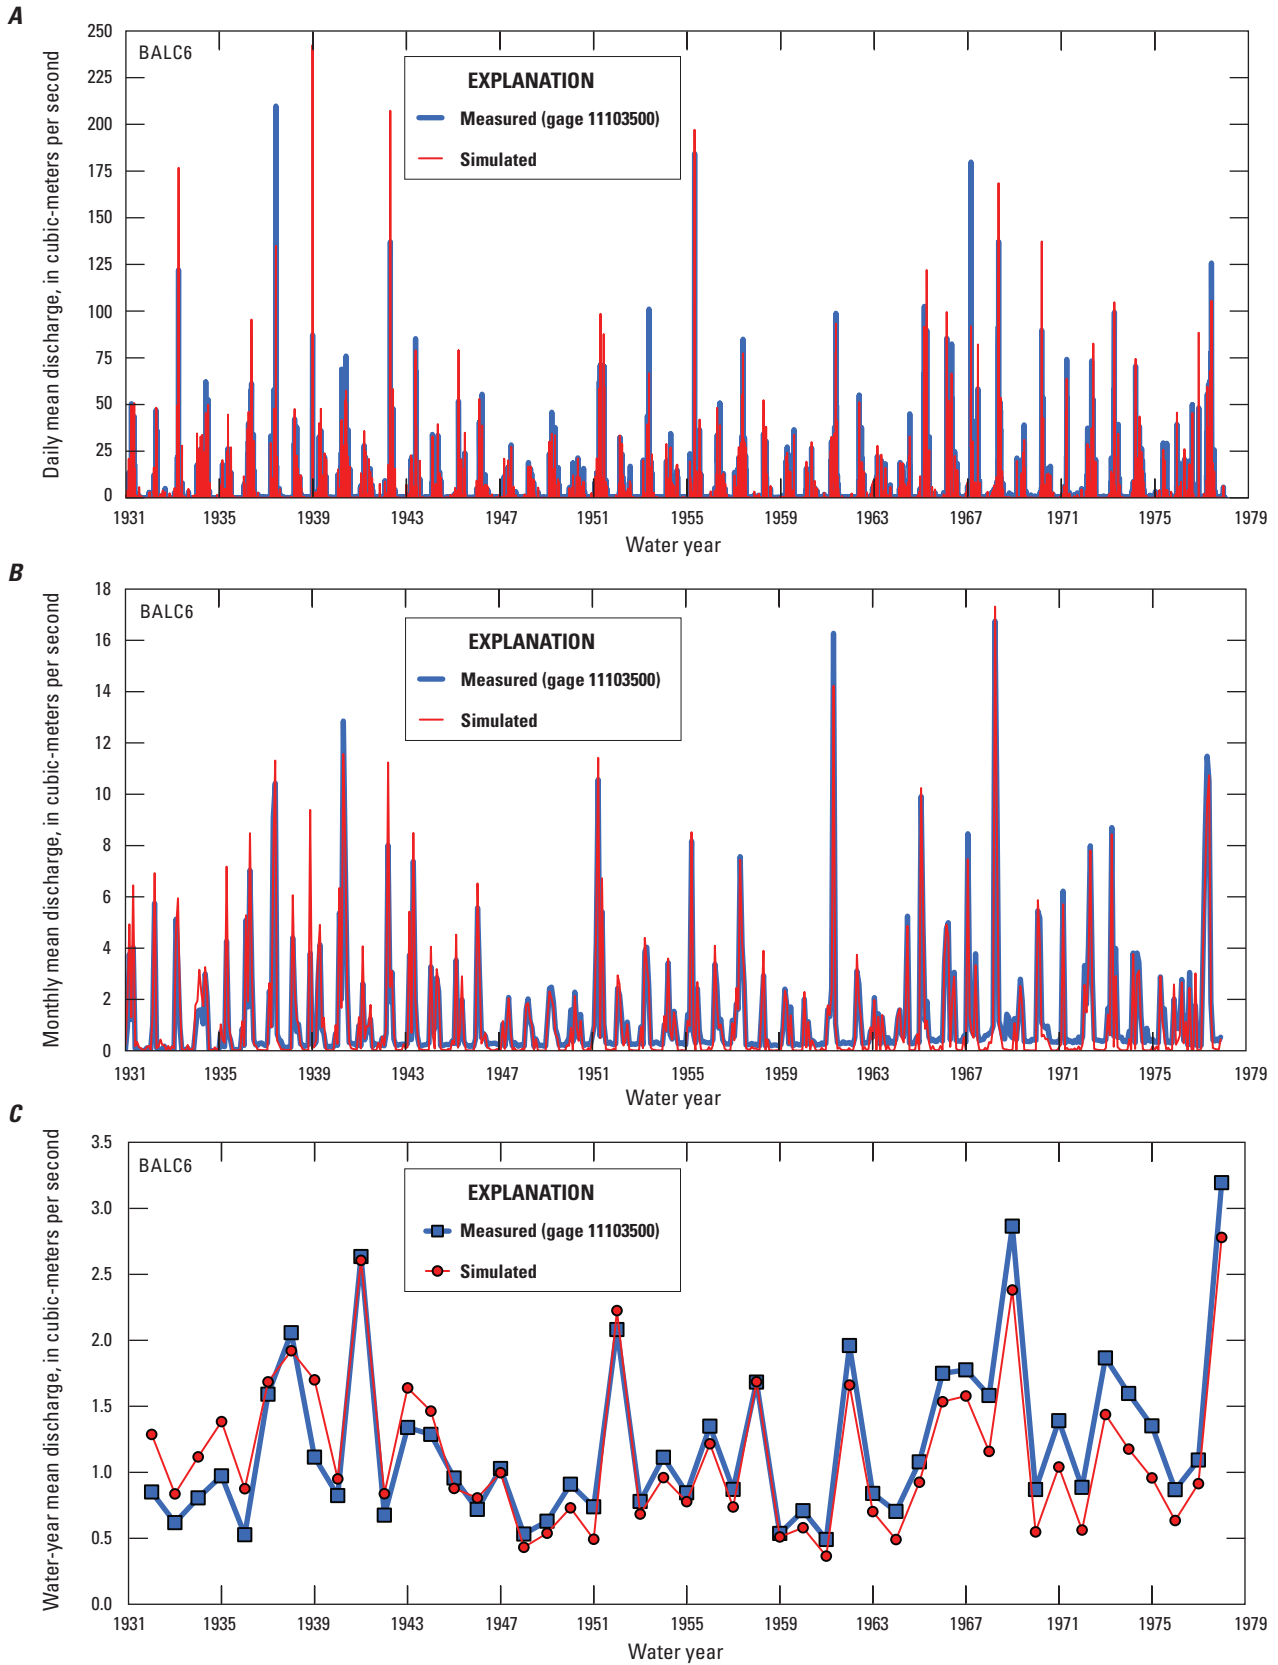 A
Daily mean discharge, in cubic-meters per second
250
225
200
175
150
125
100
75
50
25
0
BALC6
EXPLANATION
Measured (gage 11103500)
Simulated
1931 1935 1939 1943 1947 1951 1955 1959 1963 1967 1971 1975 1979
Water year
B
Monthly mean discharge, in cubic-meters per second
18
16
14
12
10
8
6
4
2
0
BALC6
EXPLANATION
Measured (gage 11103500)
Simulated
1931 1935 1939 1943 1947 1951 1955 1959 1963 1967 1971 1975 1979
Water year
C
Water-year mean discharge, in cubic-meters per second
3.5
3.0
2.5
2.0
1.5
1.0
0.5
0.0
BALC6
EXPLANATION
Measured (gage 11103500)
Simulated
1931 1935 1939 1943 1947 1951 1955 1959 1963 1967 1971 1975 1979
Water year